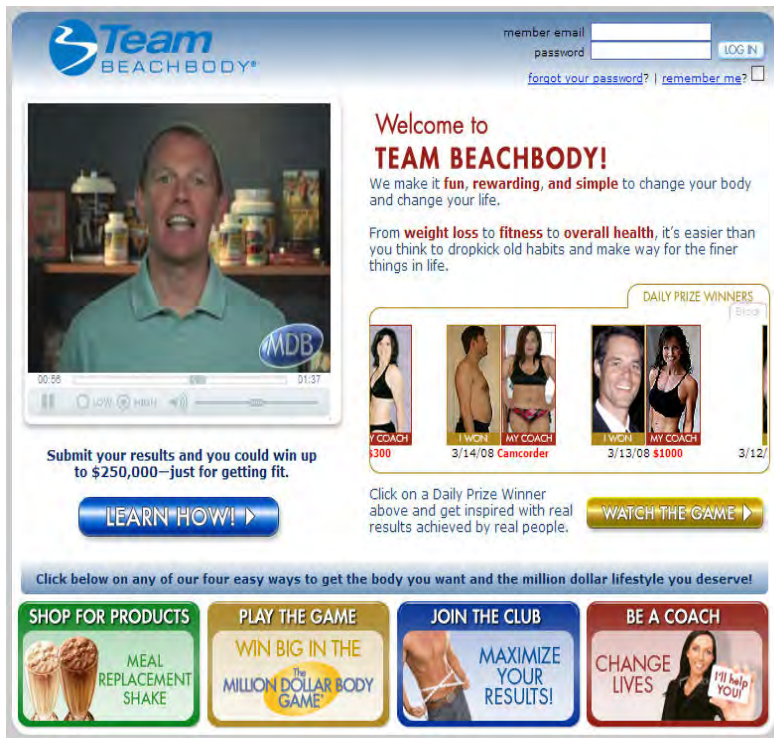 Team
BEACHBODY®
member email
password
LOG IN
forgot your password? | remember me?
MDB
00:56
01:37
LOW
HIGH
Submit your results and you could win up
to $250,000—just for getting fit.
LEARN HOW!
Welcome to
TEAM BEACHBODY!
We make it fun, rewarding, and simple to change your body
and change your life.
From weight loss to fitness to overall health, it's easier than
you think to dropkick old habits and make way for the finer
things in life.
DAILY PRIZE WINNERS
Y COACH
$300
I WON
MY COACH
3/14/08 Camcorder
I WON
MY COACH
3/13/08 $1000
3/12/
Click on a Daily Prize Winner
above and get inspired with real
results achieved by real people.
WATCH THE GAME
Click below on any of our four easy ways to get the body you want and the million dollar lifestyle you deserve!
SHOP FOR PRODUCTS
MEAL
REPLACEMENT
SHAKE
PLAY THE GAME
WIN BIG IN THE
The
MILLION DOLLAR BODY
GAME
JOIN THE CLUB
MAXIMIZE
YOUR
RESULTS!
BE A COACH
CHANGE
LIVES
I'll help
YOU!